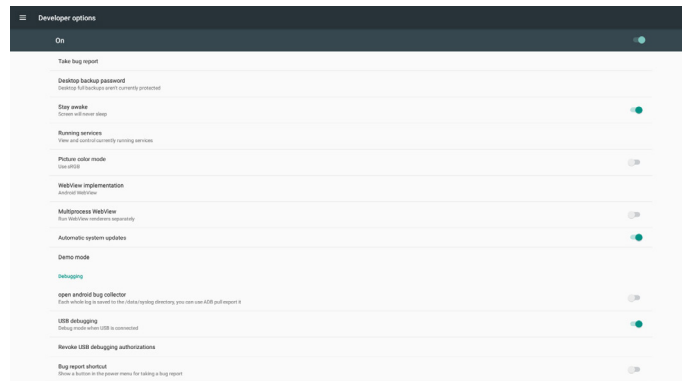 Developer options
On
Take bug report
Desktop backup password
Desktop full backups aren't currently protected
Stay awake
Screen will never sleep
Running services
View and control currently running services
Picture color mode
Use sRGB
WebView implementation
Android WebView
Multiprocess WebView
Run WebView renderers separately
Automatic system updates
Demo mode
Debugging
open android bug collector
Each whole log is saved to the /data/syslog directory, you can use ADB pull export it
USB debugging
Debug mode when USB is connected
Revoke USB debugging authorizations
Bug report shortcut
Show a button in the power menu for taking a bug report